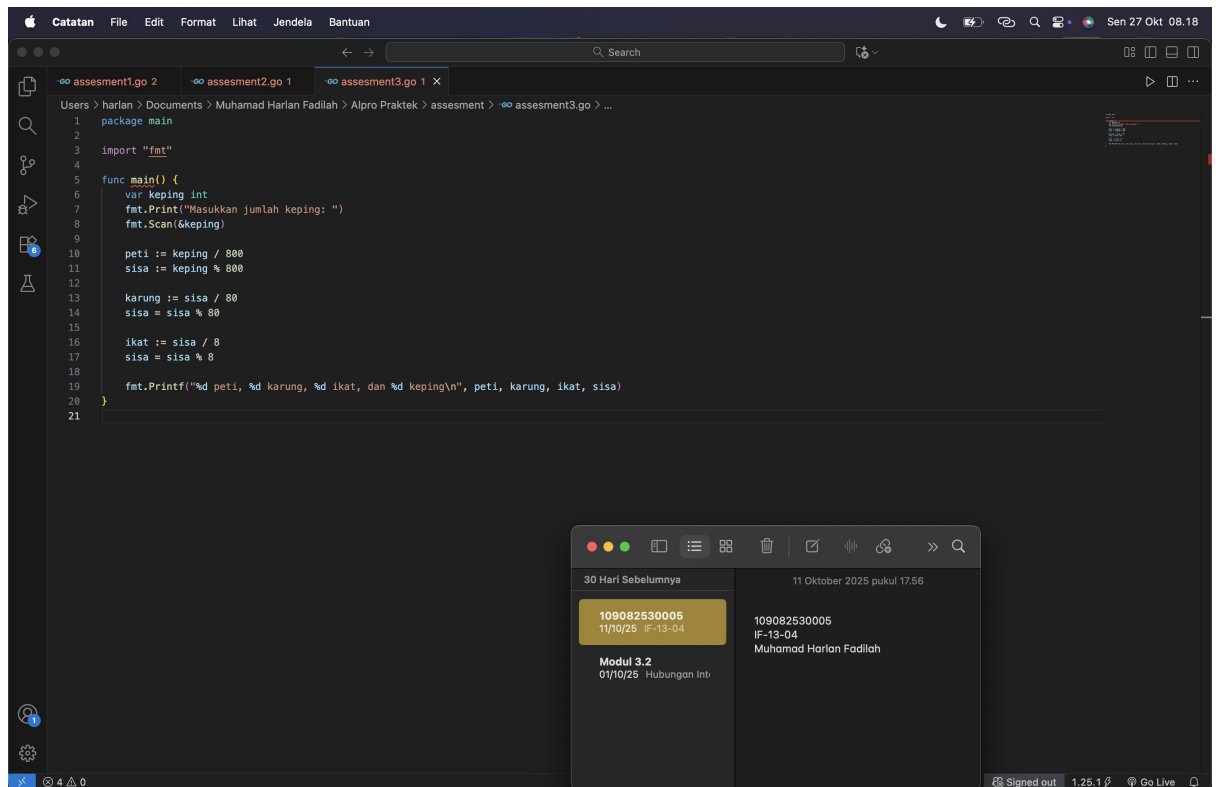 Catatan File Edit Format Lihat Jendela Bantuan Sen 27 Okt 08.18
Search
assesment1.go 2 assesment2.go 1 assesment3.go 1
Users > harlan > Documents > Muhamad Harlan Fadilah > Alpro Praktek > assesment > assesment3.go > ...
1 package main
2
3 import "fmt"
4
5 func main() {
6 var keping int
7 fmt.Print("Masukkan jumlah keping: ")
8 fmt.Scan(&keping)
9
10 peti := keping / 800
11 sisa := keping % 800
12
13 karung := sisa / 80
14 sisa = sisa % 80
15
16 ikat := sisa / 8
17 sisa = sisa % 8
18
19 fmt.Printf("%d peti, %d karung, %d ikat, dan %d keping\n", peti, karung, ikat, sisa)
20 }
21
6
30 Hari Sebelumnya
109082530005
11/10/25 IF-13-04
Modul 3.2
01/10/25 Hubungan Int
11 Oktober 2025 pukul 17.56
109082530005
IF-13-04
Muhamad Harlan Fadilah
1
4 0
Signed out 1.25.1 Go Live